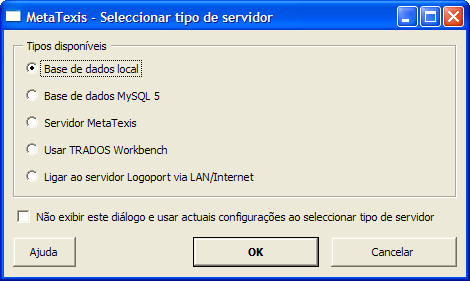 MetaTexis - Seleccionar tipo de servidor
Tipos disponíveis
Base de dados local
Base de dados MySQL 5
Servidor MetaTexis
Usar TRADOS Workbench
Ligar ao servidor Logoport via LAN/Internet
Não exibir este diálogo e usar actuais configurações ao seleccionar tipo de servidor
Ajuda OK Cancelar